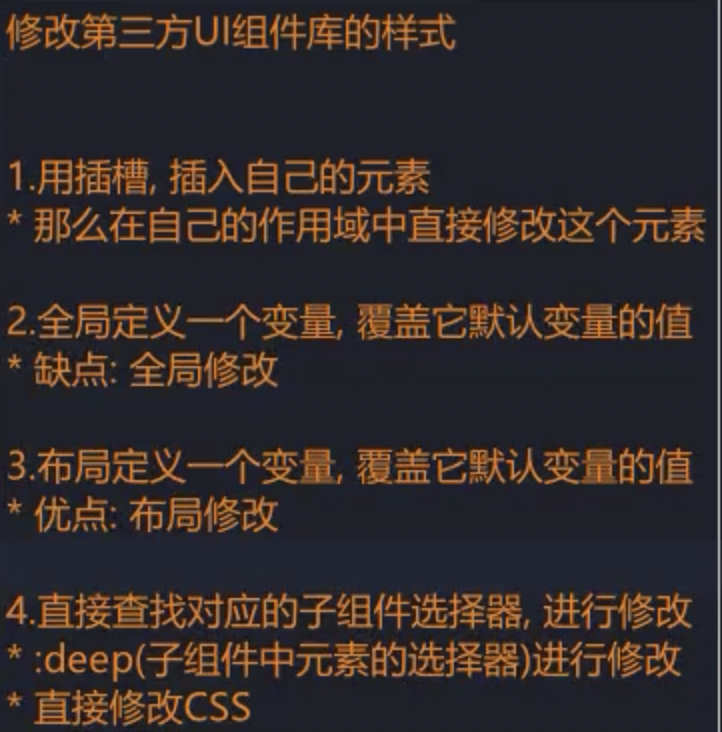 修改第三方UI组件库的样式
1.用插槽, 插入自己的元素
* 那么在自己的作用域中直接修改这个元素
2.全局定义一个变量, 覆盖它默认变量的值
* 缺点: 全局修改
3.布局定义一个变量, 覆盖它默认变量的值
* 优点: 布局修改
4.直接查找对应的子组件选择器, 进行修改
* :deep(子组件中元素的选择器)进行修改
* 直接修改CSS